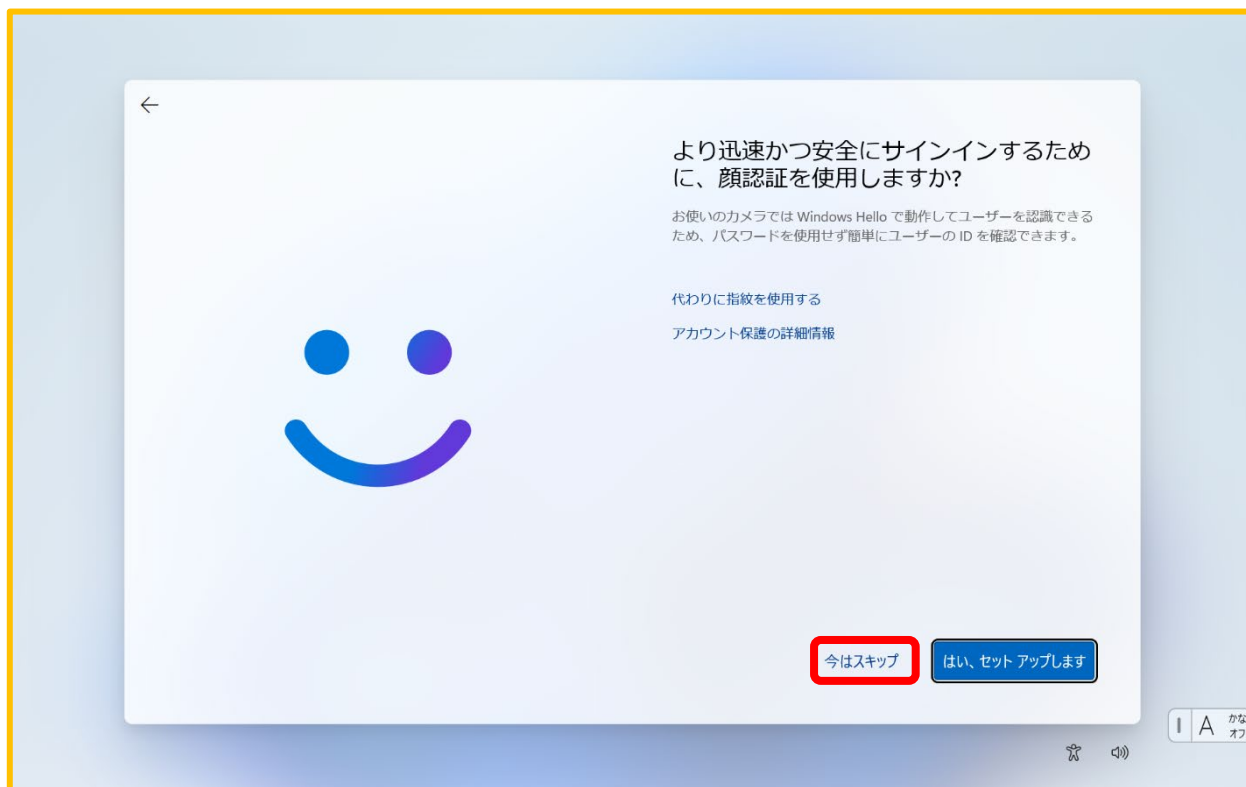 より迅速かつ安全にサインインするため
に、顔認証を使用しますか?
お使いのカメラでは Windows Hello で動作してユーザーを認識できる
ため、パスワードを使用せず簡単にユーザーの ID を確認できます。
代わりに指紋を使用する
アカウント保護の詳細情報
今はスキップ
はい、セット アップします
A
かな
オフ